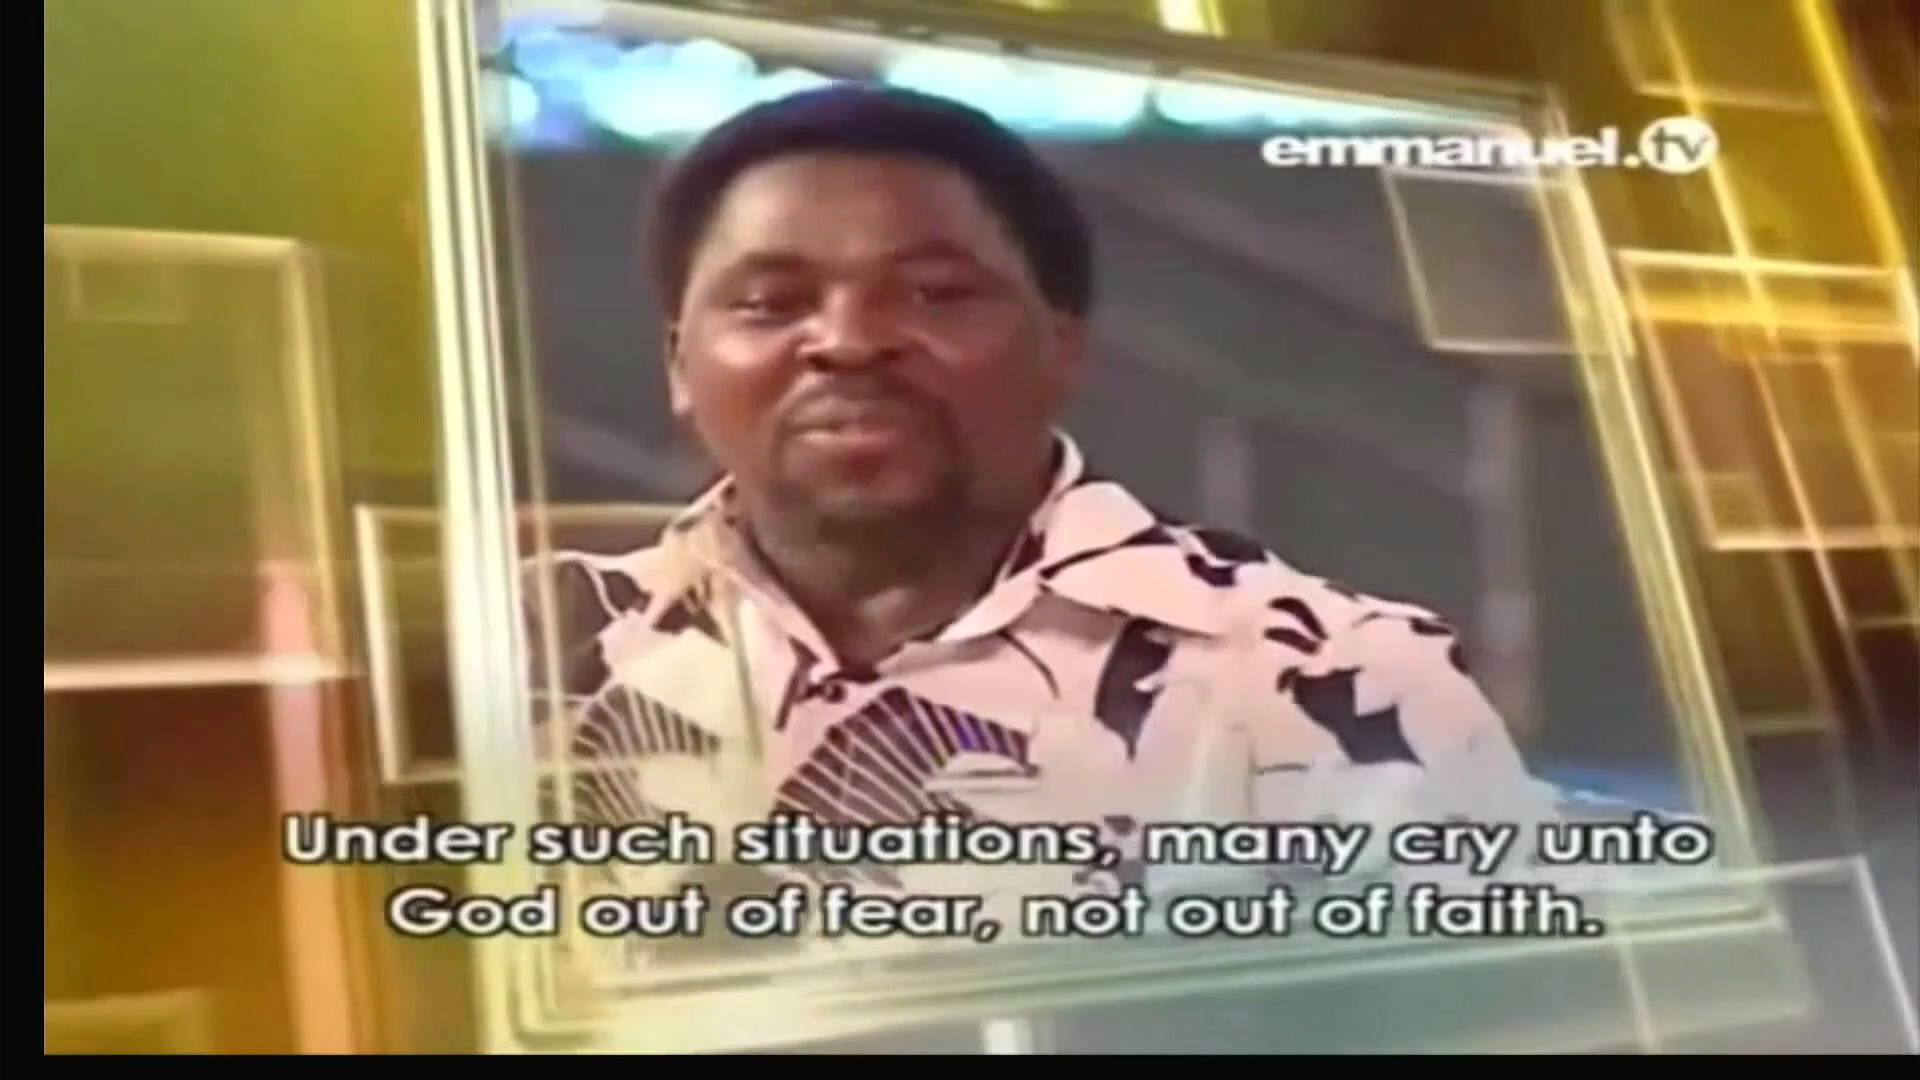 emmanuel.tv
Under such situations, many cry unto
God out of fear, not out of faith.